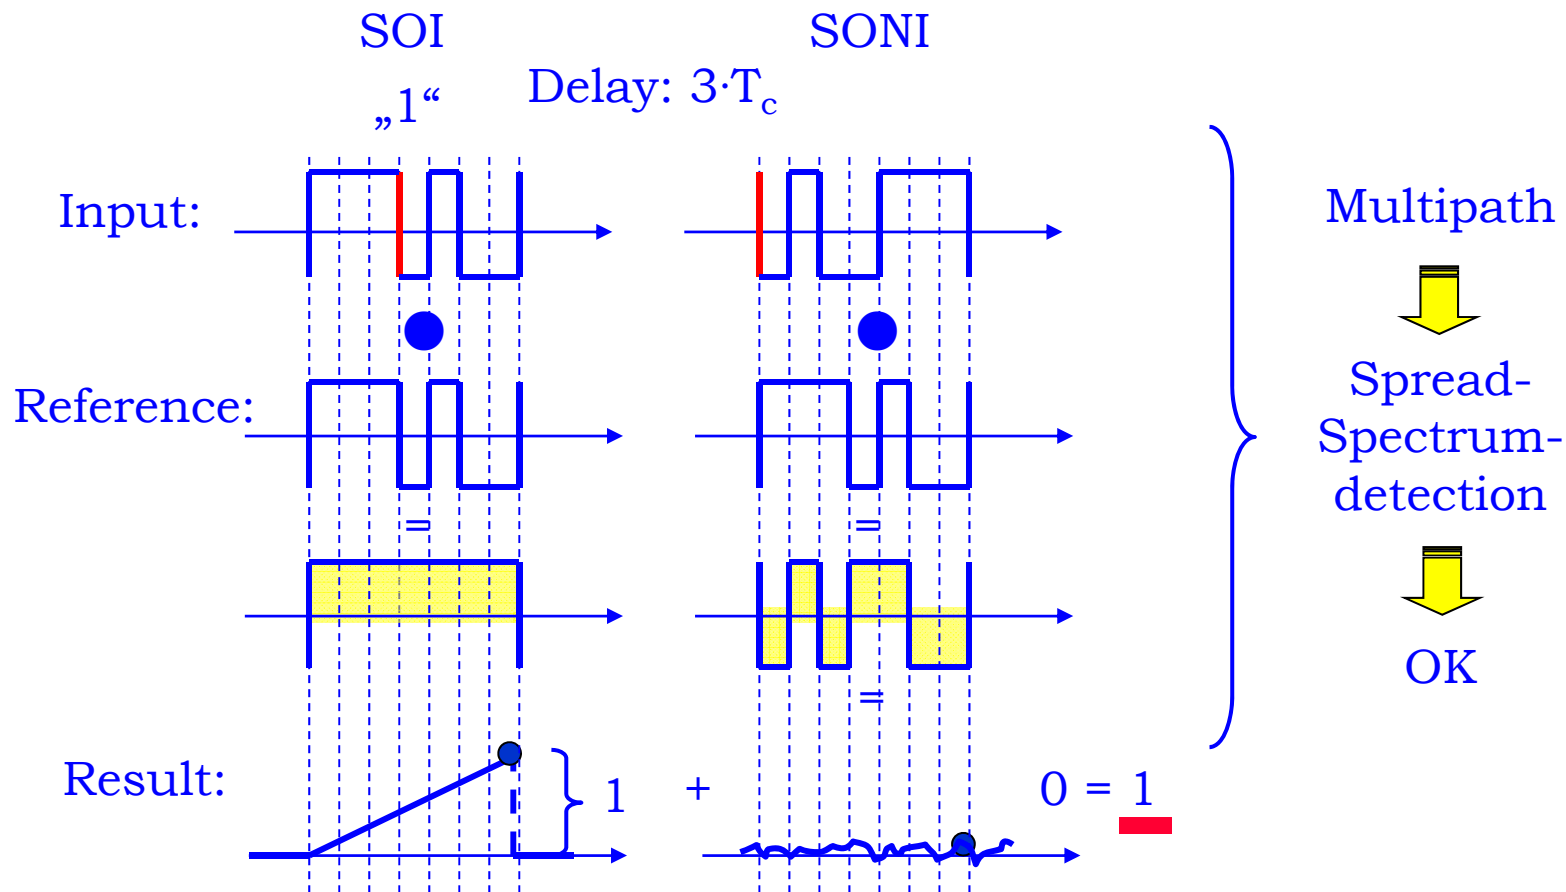 SOI
SONI
„1“
Delay: 3·Tc
Input:
Multipath
Reference:
Spread-
Spectrum-
detection
=
=
=
OK
Result:
1
+
0 = 1